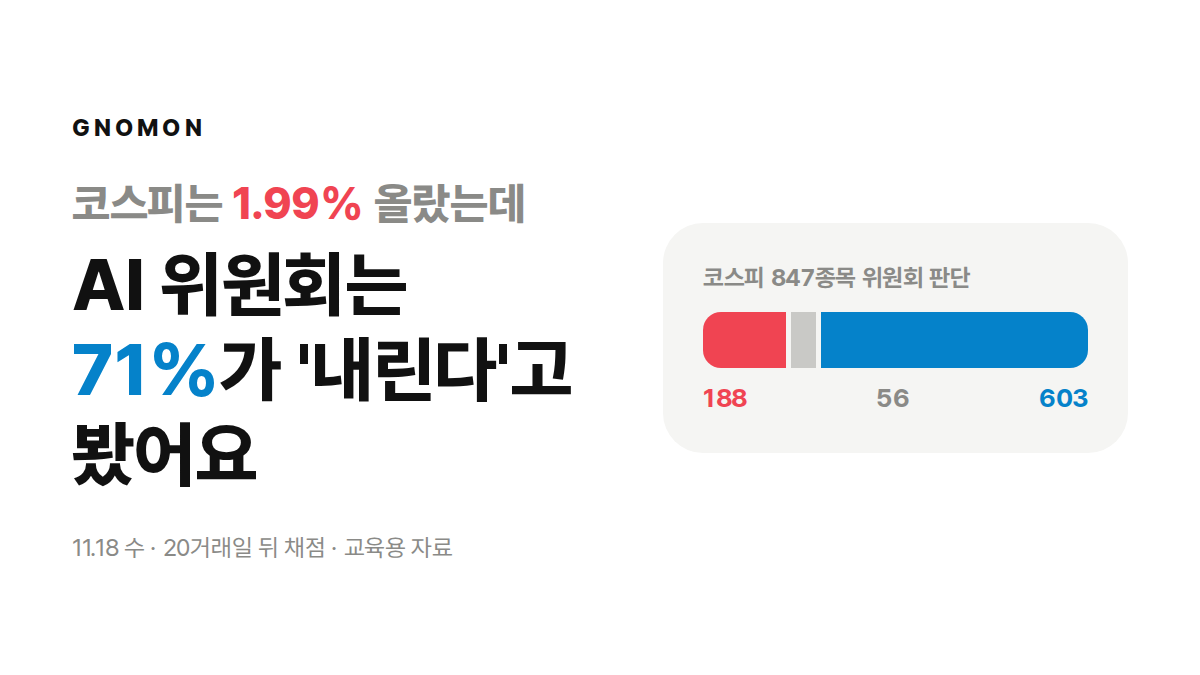 GNOMON
코스피는 1.99% 올랐는데
AI 위원회는
71%가 '내린다'고
봤어요
11.18 수 · 20거래일 뒤 채점 · 교육용 자료
코스피 847종목 위원회 판단
188 56 603